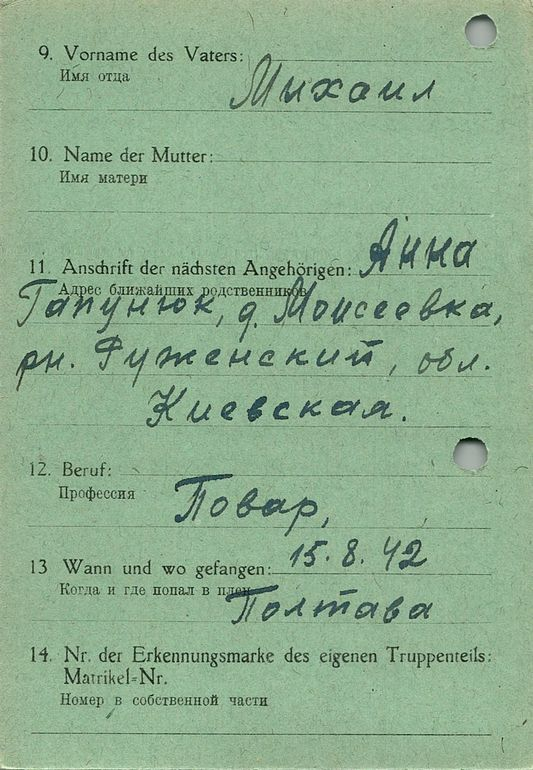 9. Vorname des Vaters:
Имя отца
Михаил
10. Name der Mutter:
Имя матери
11. Anschrift der nächsten Angehörigen: Анна
Адрес ближайших родственников
Гапунюк, д. Моисеевка,
рн. Руженский, обл.
Киевская.
12. Beruf:
Профессия
Повар,
13 Wann und wo gefangen: 15.8.42
Когда и где попал в плен
Полтава
14. Nr. der Erkennungsmarke des eigenen Truppenteils:
Matrikel-Nr.
Номер в собственной части